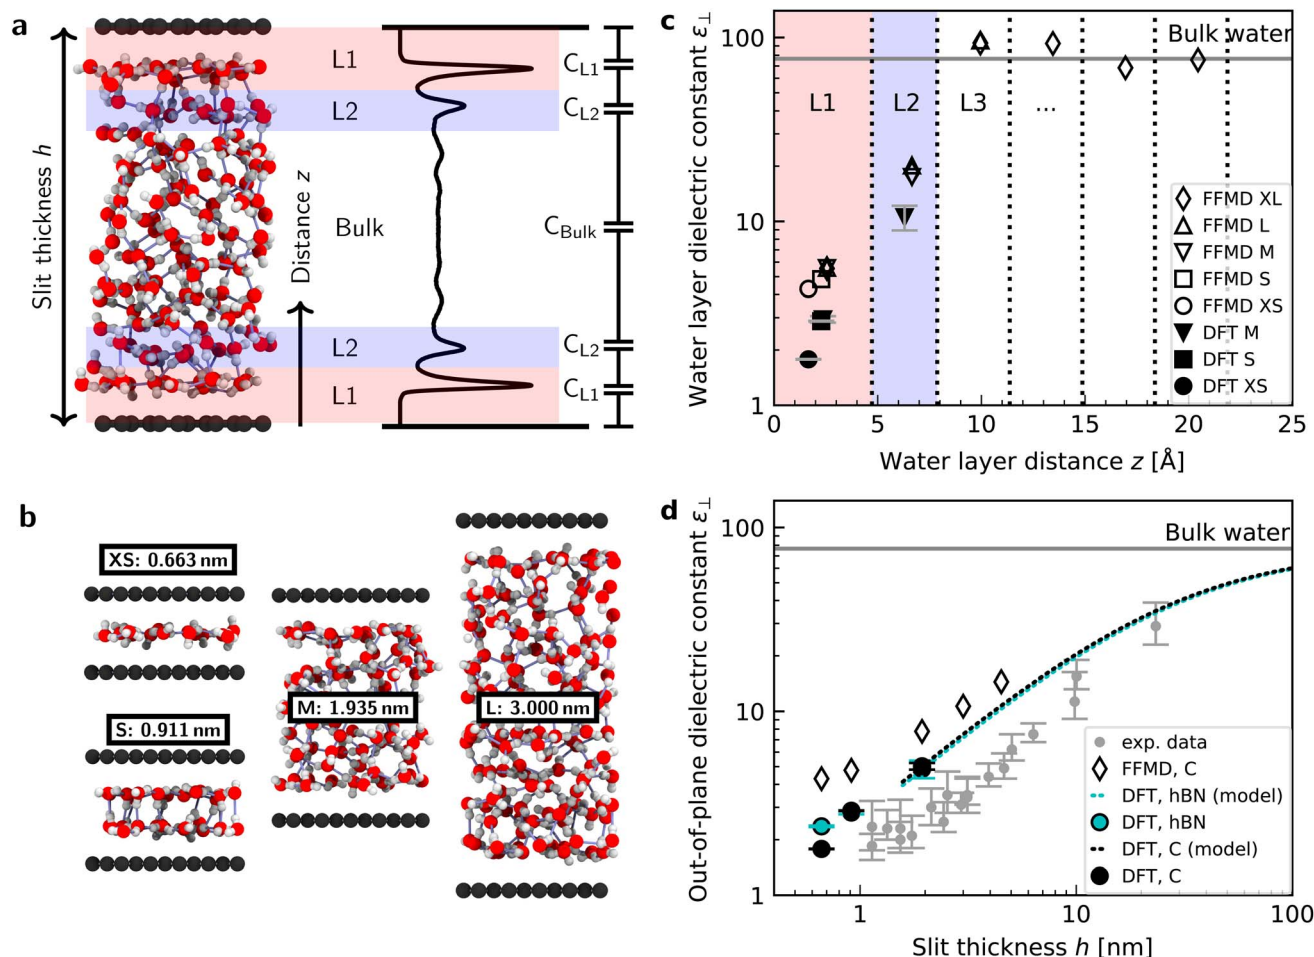 a
Slit thickness h
L1
L2
Bulk
L2
L1
Distance z
C_L1
C_L2
C_Bulk
C_L2
C_L1
b
XS: 0.663 nm
S: 0.911 nm
M: 1.935 nm
L: 3.000 nm
c
Water layer dielectric constant ε⊥
100
10
1
Bulk water
L1
L2
L3
...
FFMD XL
FFMD L
FFMD M
FFMD S
FFMD XS
DFT M
DFT S
DFT XS
0
5
10
15
20
25
Water layer distance z [Å]
d
Out-of-plane dielectric constant ε⊥
100
10
1
Bulk water
exp. data
FFMD, C
DFT, hBN (model)
DFT, hBN
DFT, C (model)
DFT, C
1
10
100
Slit thickness h [nm]